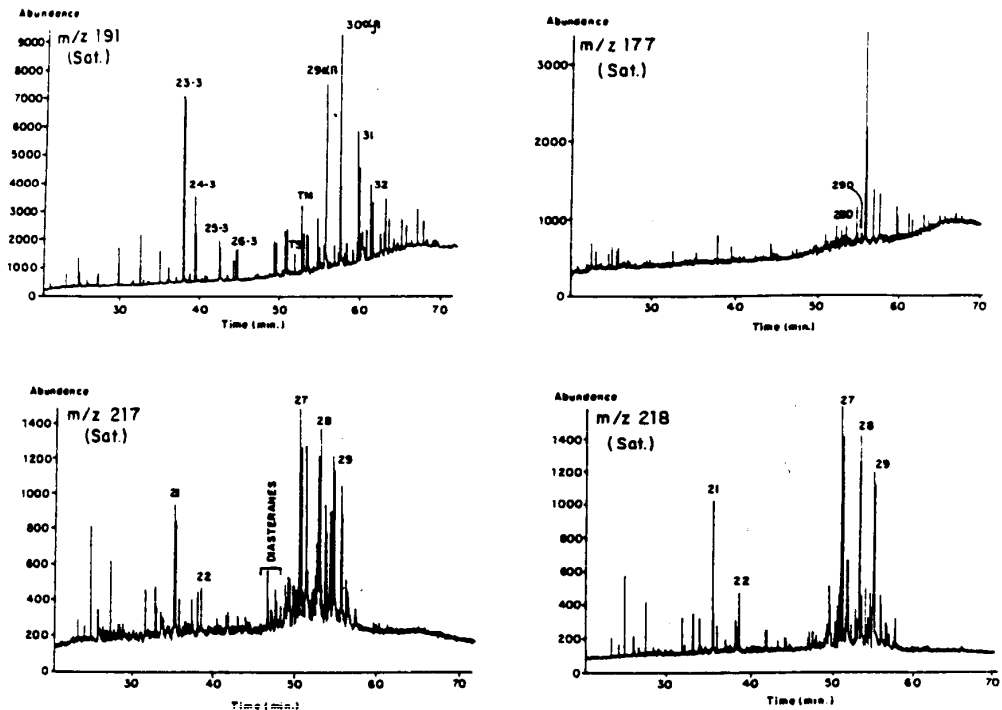 Abundance
m/z 191
(Sat.)
30αβ
29αβ
23-3
24-3
25-3
26-3
TS
TM
31
32
9000
8000
7000
6000
5000
4000
3000
2000
1000
0
30 40 50 60 70
Time (min.)
Abundance
m/z 177
(Sat.)
3000
2000
1000
0
29D
28D
20 30 40 50 60 70
Time (min.)
Abundance
m/z 217
(Sat.)
27
28
29
21
22
DIASTERANES
1400
1200
1000
800
600
400
200
0
30 40 50 60 70
Time (min.)
Abundance
m/z 218
(Sat.)
27
28
29
21
22
1400
1200
1000
800
600
400
200
0
30 40 50 60 70
Time (min.)